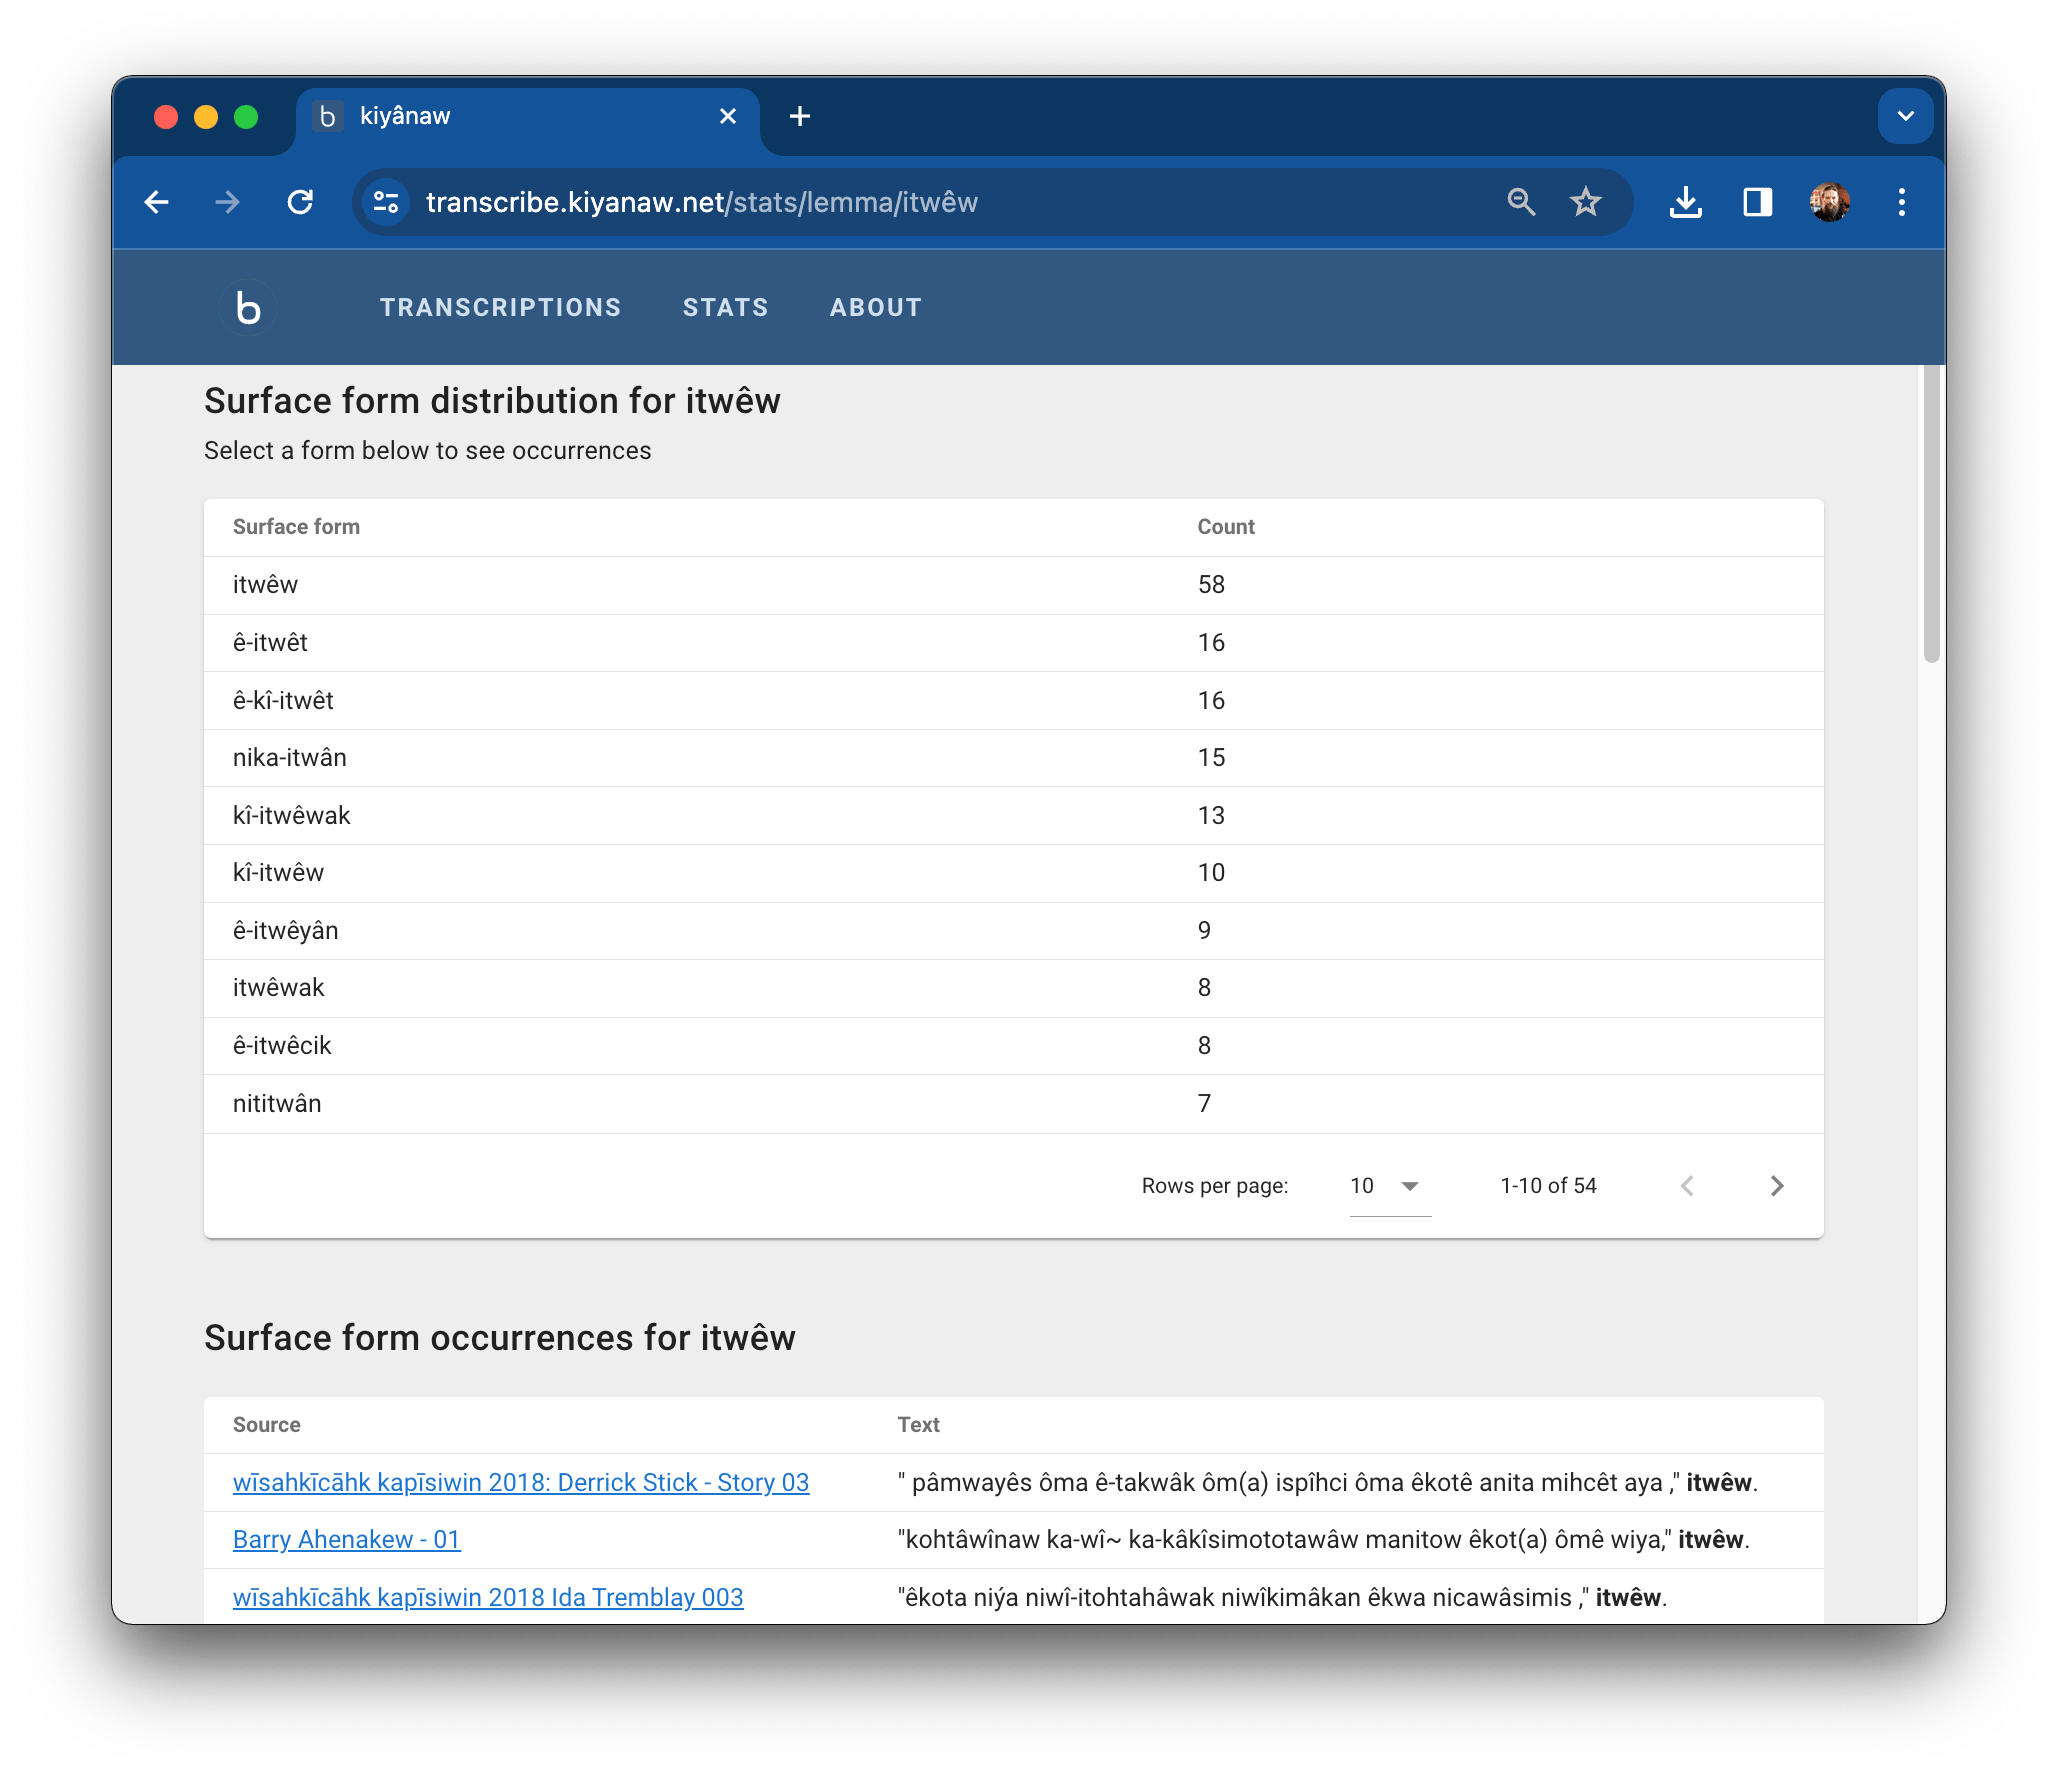 kiyânaw
transcribe.kiyanaw.net/stats/lemma/itwêw
b TRANSCRIPTIONS STATS ABOUT
Surface form distribution for itwêw
Select a form below to see occurrences
Surface form Count
itwêw 58
ê-itwêt 16
ê-kî-itwêt 16
nika-itwân 15
kî-itwêwak 13
kî-itwêw 10
ê-itwêyân 9
itwêwak 8
ê-itwêcik 8
nititwân 7
Rows per page: 10 1-10 of 54
Surface form occurrences for itwêw
Source Text
wīsahkīcāhk kapīsiwin 2018: Derrick Stick - Story 03 " pâmwayês ôma ê-takwâk ôm(a) ispîhci ôma êkotê anita mihcêt aya ," itwêw.
Barry Ahenakew - 01 "kohtâwînaw ka-wî~ ka-kâkîsimototawâw manitow êkot(a) ômê wiya," itwêw.
wīsahkīcāhk kapīsiwin 2018 Ida Tremblay 003 "êkota niýa niwî-itohtahâwak niwîkimâkan êkwa nicawâsimis ," itwêw.